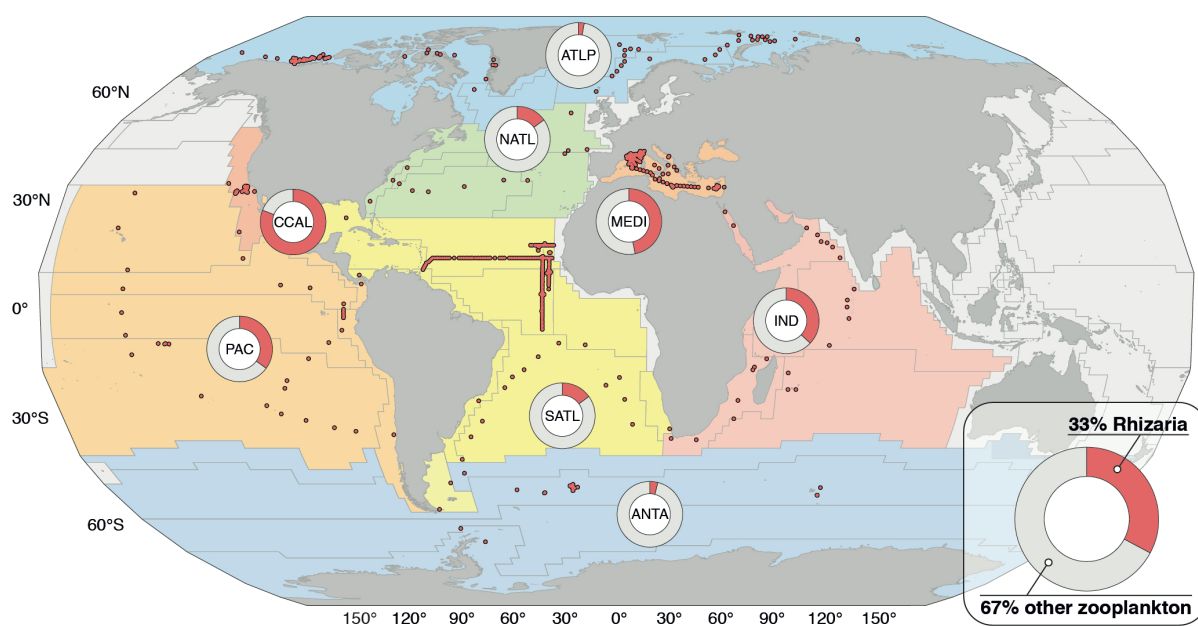 ATLP
60°N
NATL
30°N
CCAL
MEDI
0°
IND
PAC
30°S
SATL
33% Rhizaria
ANTA
60°S
67% other zooplankton
150° 120° 90° 60° 30° 0° 30° 60° 90° 120° 150°